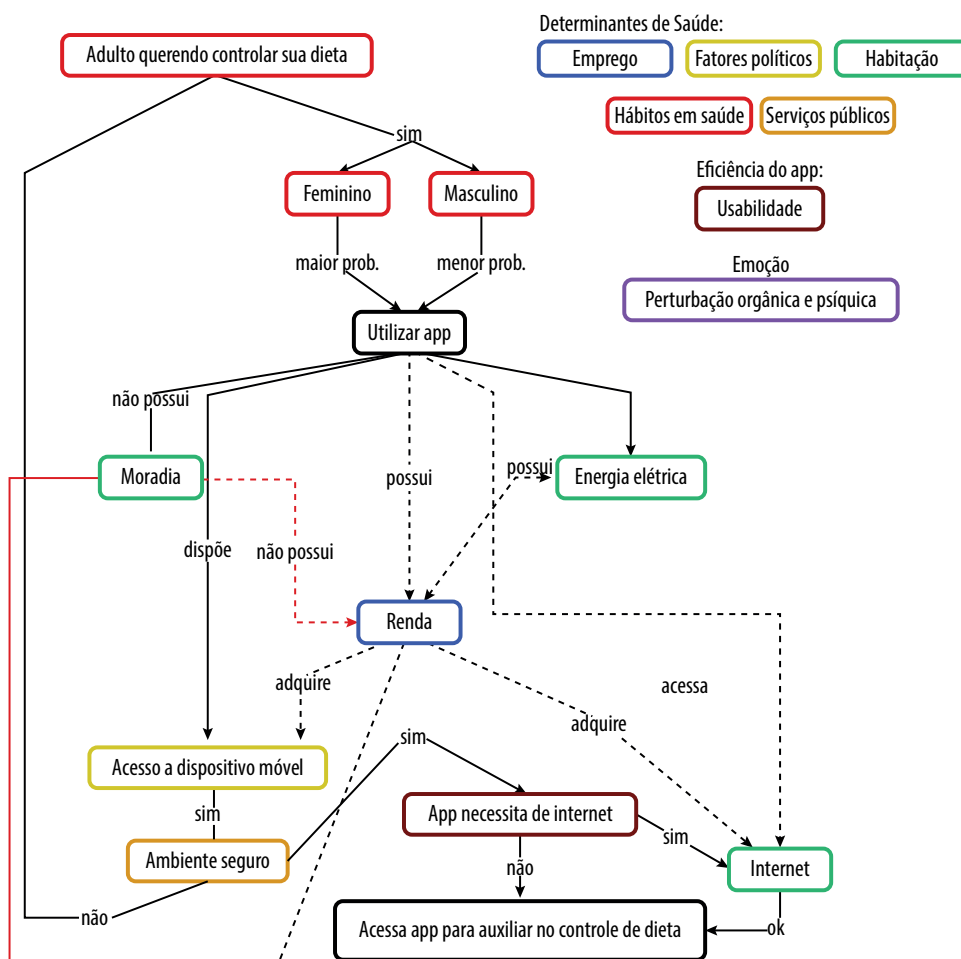 Determinantes de Saúde:
Adulto querendo controlar sua dieta
Emprego
Fatores políticos
Habitação
Hábitos em saúde
Serviços públicos
sim
Eficiência do app:
Feminino
Masculino
Usabilidade
maior prob.
menor prob.
Emoção
Perturbação orgânica e psíquica
Utilizar app
não possui
Moradia
possui
possui
Energia elétrica
dispõe
não possui
Renda
adquire
acessa
adquire
sim
Acesso a dispositivo móvel
sim
App necessita de internet
sim
Ambiente seguro
não
Internet
não
Acessa app para auxiliar no controle de dieta
ok